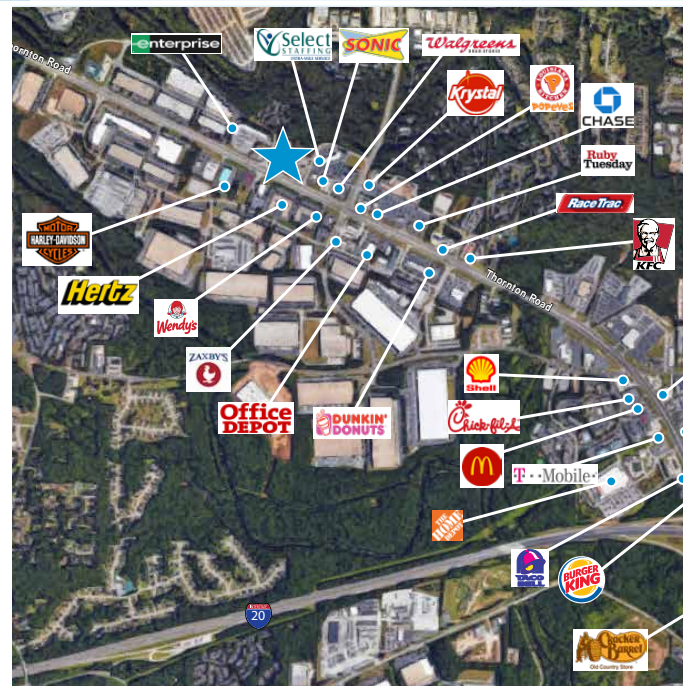 enterprise
Select
STAFFING
SONIC
Walgreens
Thornton Road
Krystal
LOUISIANA
KITCHEN
POPEYES
CHASE
Ruby
Tuesday
RaceTrac
KFC
MOTOR
HARLEY-DAVIDSON
CYCLES
Hertz
Wendy's
Thornton Road
ZAXBY'S
Office
DEPOT
DUNKIN'
DONUTS
Shell
Chick-fil-A
T··Mobile·
THE
HOME
DEPOT
TACO
BELL
BURGER
KING
20
Cracker
Barrel
Old Country Store